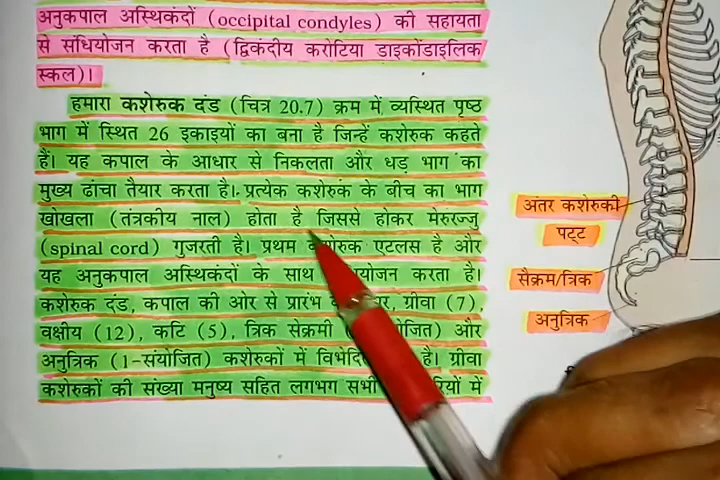 अनुकपाल अस्थिकंदों (occipital condyles) की सहायता
से संधियोजन करता है (द्विकंदीय करोटिया डाइकोंडाइलिक
स्कल)।
हमारा कशेरुक दंड (चित्र 20.7) क्रम में व्यस्थित पृष्ठ
भाग में स्थित 26 इकाइयों का बना है जिन्हें कशेरुक कहते
हैं। यह कपाल के आधार से निकलता और धड़ भाग का
मुख्य ढांचा तैयार करता है। प्रत्येक कशेरुक के बीच का भाग
खोखला (तंत्रकीय नाल) होता है जिससे होकर मेरुरज्जु
(spinal cord) गुजरती है। प्रथम कशेरुक एटलस है और
यह अनुकपाल अस्थिकंदों के साथ करता है।
कशेरुक दंड, कपाल की ओर से प्रारंभ ग्रीवा (7),
वक्षीय (12), कटि (5), त्रिक सेक्रमी और
अनुत्रिक (1-संयोजित) कशेरुकों में है। ग्रीवा
कशेरुकों की संख्या मनुष्य सहित लगभग सभी में
अंतर कशेरुकी
पट्ट
सैक्रम/त्रिक
अनुत्रिक